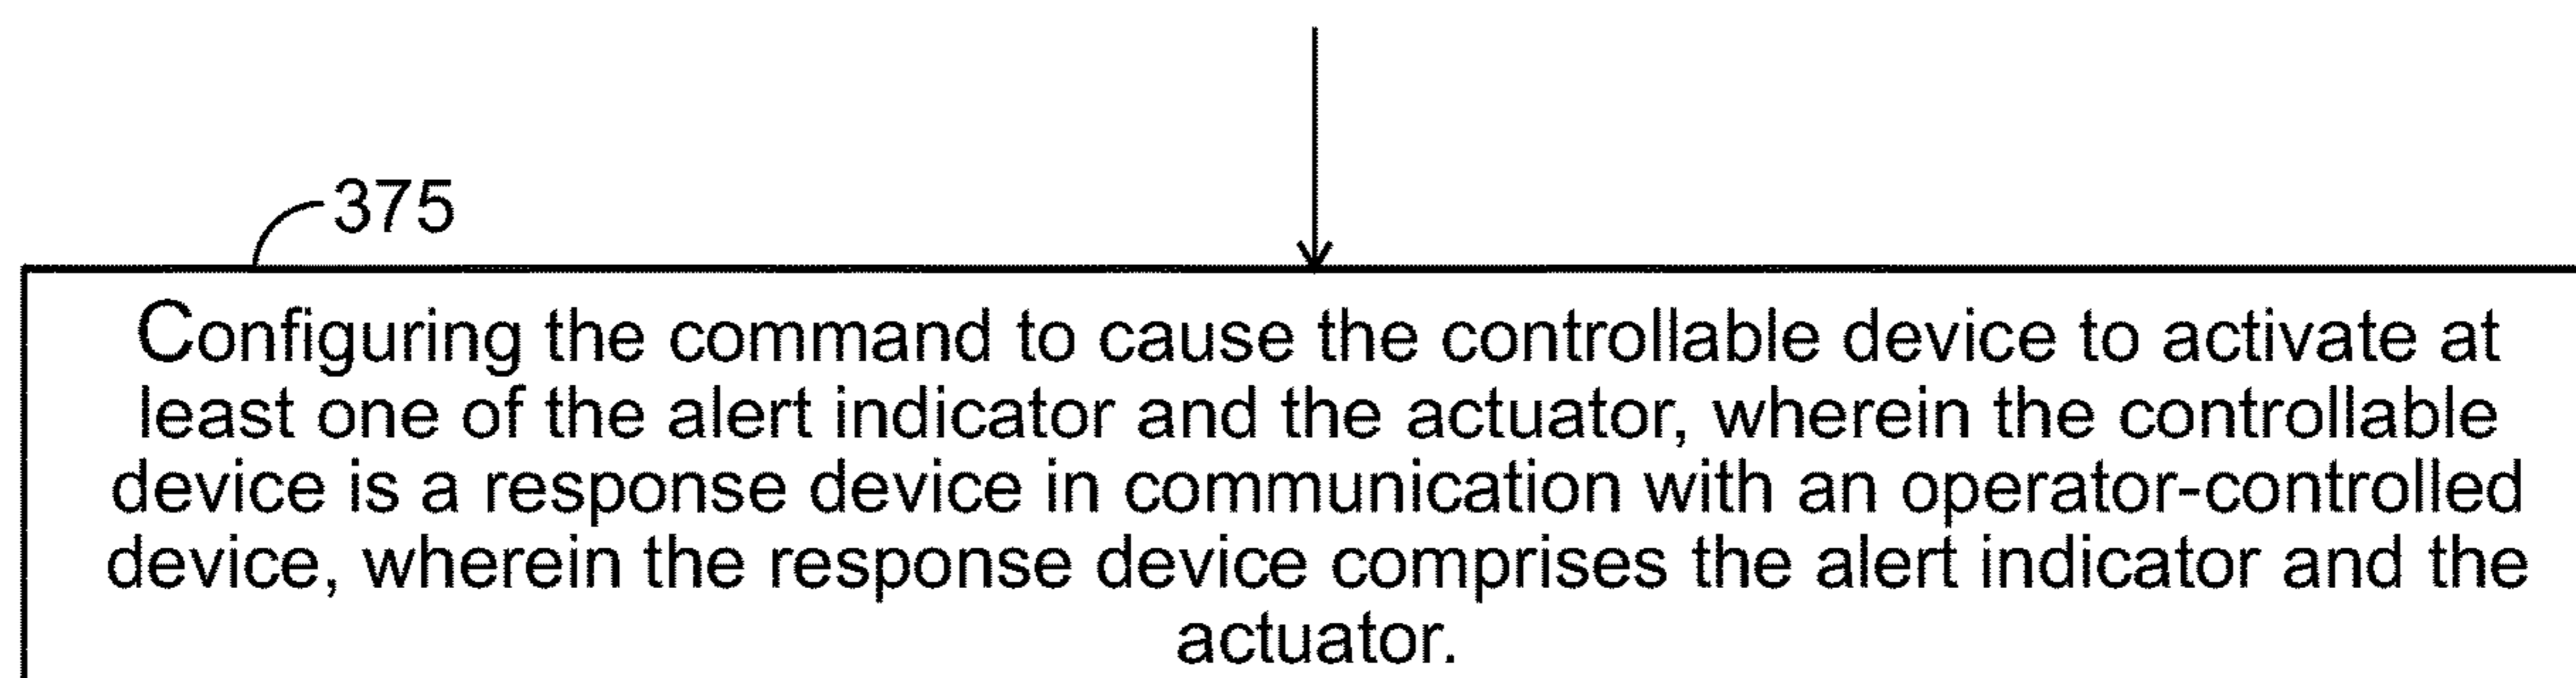 375
Configuring the command to cause the controllable device to activate at
least one of the alert indicator and the actuator, wherein the controllable
device is a response device in communication with an operator-controlled
device, wherein the response device comprises the alert indicator and the
actuator.